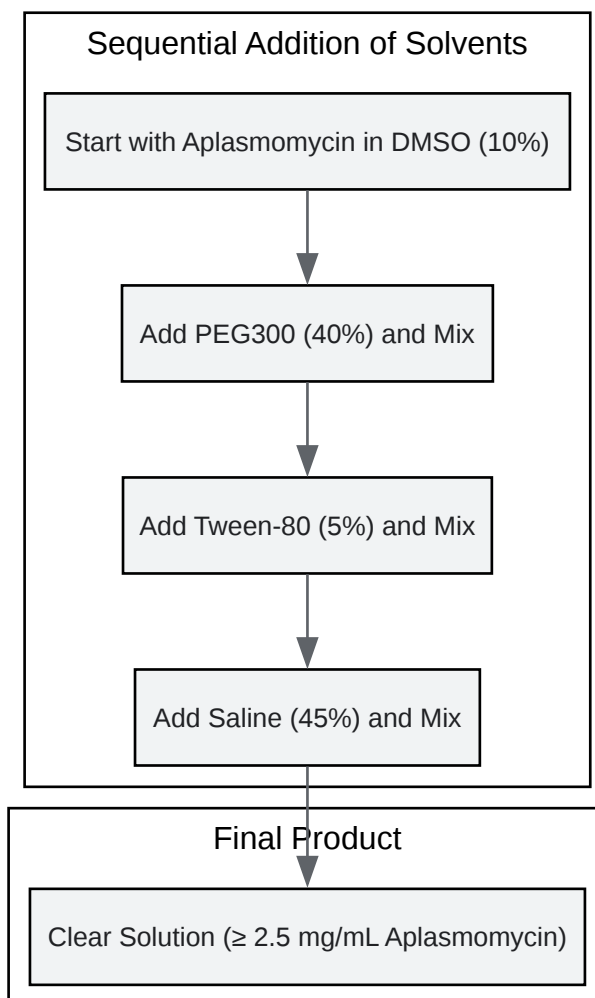 Sequential Addition of Solvents
Start with Aplasmomycin in DMSO (10%)
Add PEG300 (40%) and Mix
Add Tween-80 (5%) and Mix
Add Saline (45%) and Mix
Final Product
Clear Solution (≥ 2.5 mg/mL Aplasmomycin)